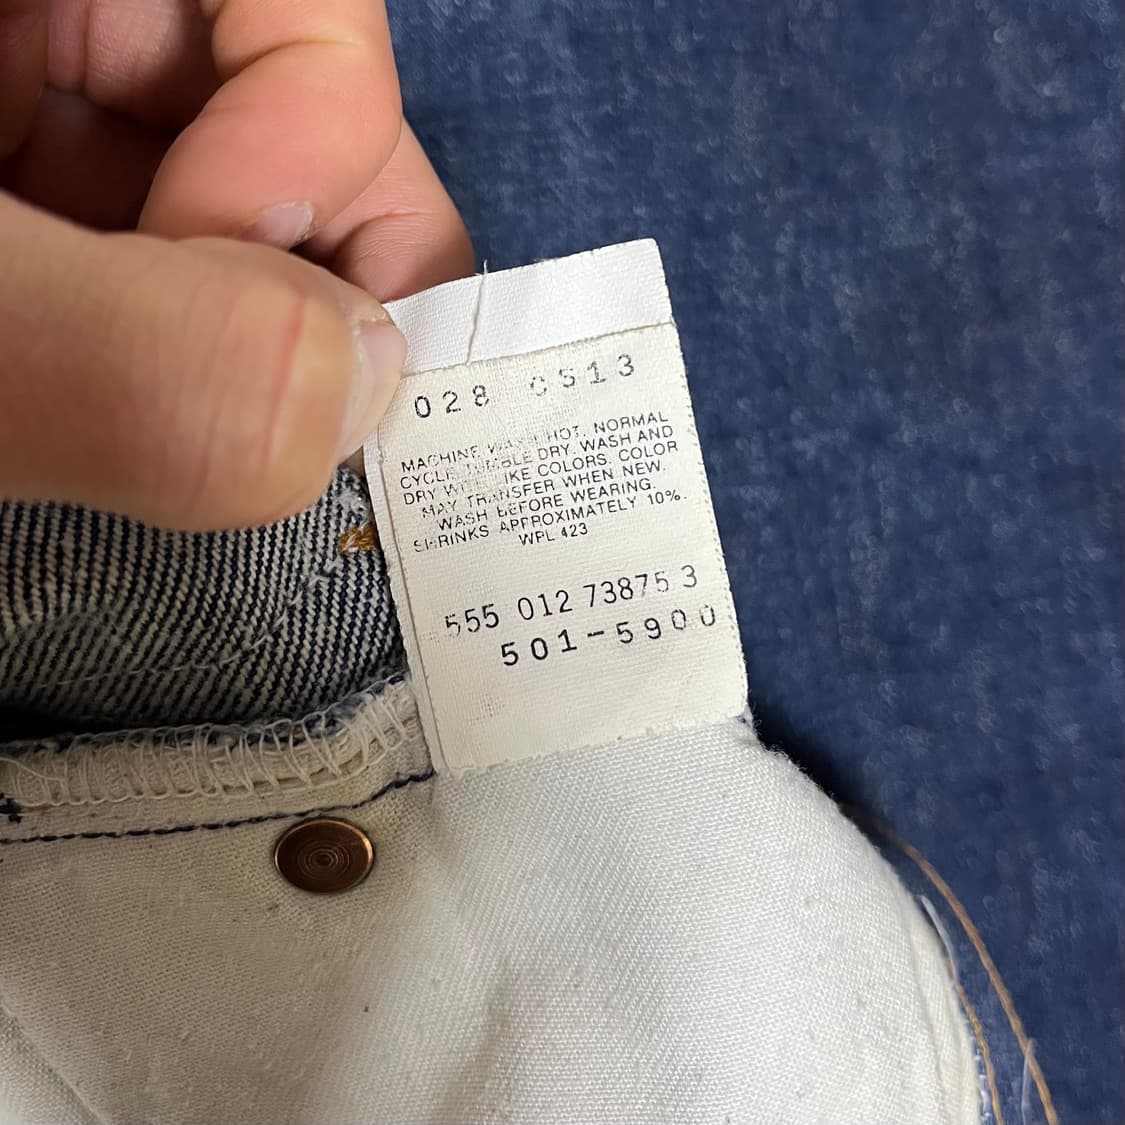 028 0513
MACHINE WASH HOT. NORMAL
CYCLE. TUMBLE DRY. WASH AND
DRY WITH LIKE COLORS. COLOR
MAY TRANSFER WHEN NEW.
WASH BEFORE WEARING.
SHRINKS APPROXIMATELY 10%.
WPL 423
555 012 73875 3
501-5900